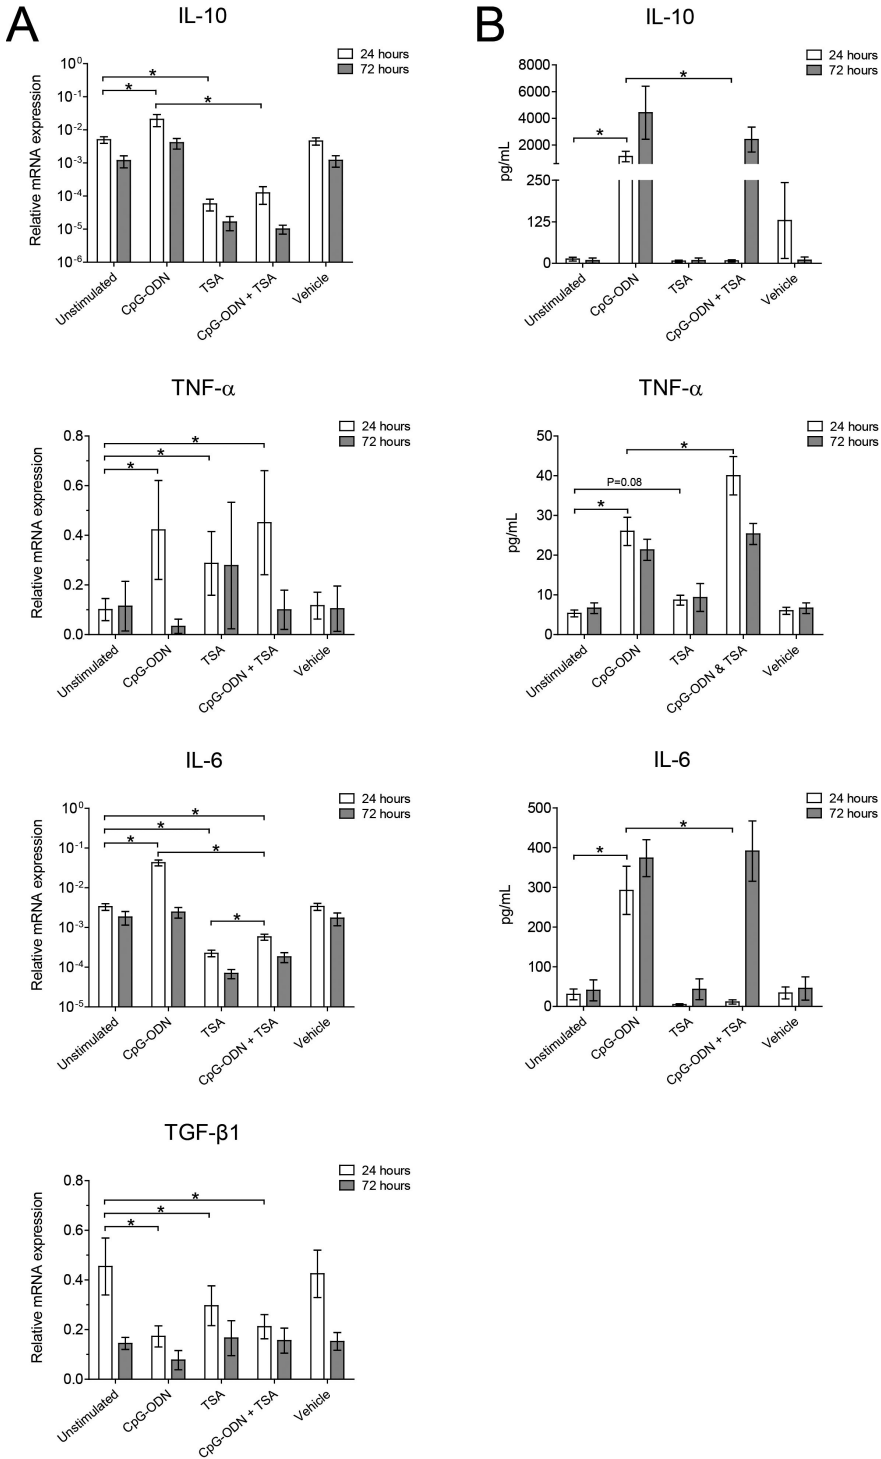 A
IL-10
24 hours
72 hours
Relative mRNA expression
10⁰
10⁻¹
10⁻²
10⁻³
10⁻⁴
10⁻⁵
10⁻⁶
*
*
*
Unstimulated
CpG-ODN
TSA
CpG-ODN + TSA
Vehicle
B
IL-10
24 hours
72 hours
pg/mL
8000
6000
4000
2000
250
125
0
*
*
Unstimulated
CpG-ODN
TSA
CpG-ODN + TSA
Vehicle
TNF-α
24 hours
72 hours
Relative mRNA expression
0.8
0.6
0.4
0.2
0.0
*
*
*
Unstimulated
CpG-ODN
TSA
CpG-ODN + TSA
Vehicle
TNF-α
24 hours
72 hours
pg/mL
50
40
30
20
10
0
*
P=0.08
*
Unstimulated
CpG-ODN
TSA
CpG-ODN & TSA
Vehicle
IL-6
24 hours
72 hours
Relative mRNA expression
10⁰
10⁻¹
10⁻²
10⁻³
10⁻⁴
10⁻⁵
*
*
*
*
*
Unstimulated
CpG-ODN
TSA
CpG-ODN + TSA
Vehicle
IL-6
24 hours
72 hours
pg/mL
500
400
300
200
100
0
*
*
Unstimulated
CpG-ODN
TSA
CpG-ODN + TSA
Vehicle
TGF-β1
24 hours
72 hours
Relative mRNA expression
0.8
0.6
0.4
0.2
0.0
*
*
*
Unstimulated
CpG-ODN
TSA
CpG-ODN + TSA
Vehicle